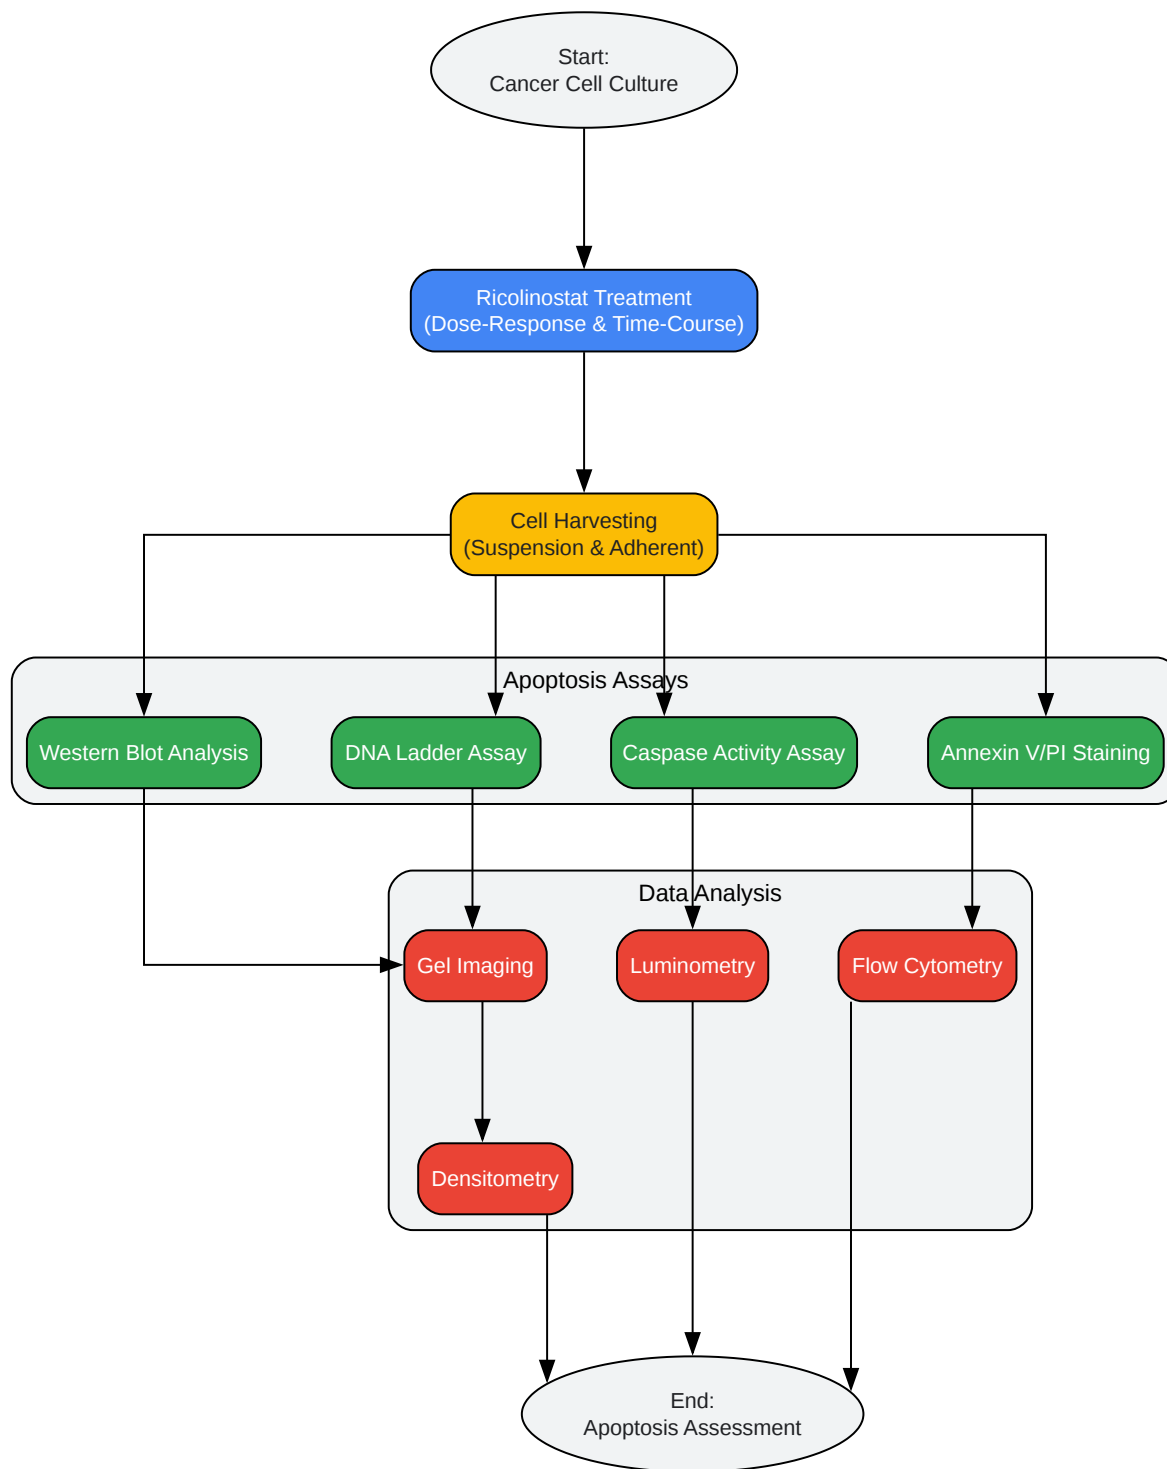 Start:
Cancer Cell Culture
Ricolinostat Treatment
(Dose-Response & Time-Course)
Cell Harvesting
(Suspension & Adherent)
Apoptosis Assays
Western Blot Analysis
DNA Ladder Assay
Caspase Activity Assay
Annexin V/PI Staining
Data Analysis
Gel Imaging
Luminometry
Flow Cytometry
Densitometry
End:
Apoptosis Assessment